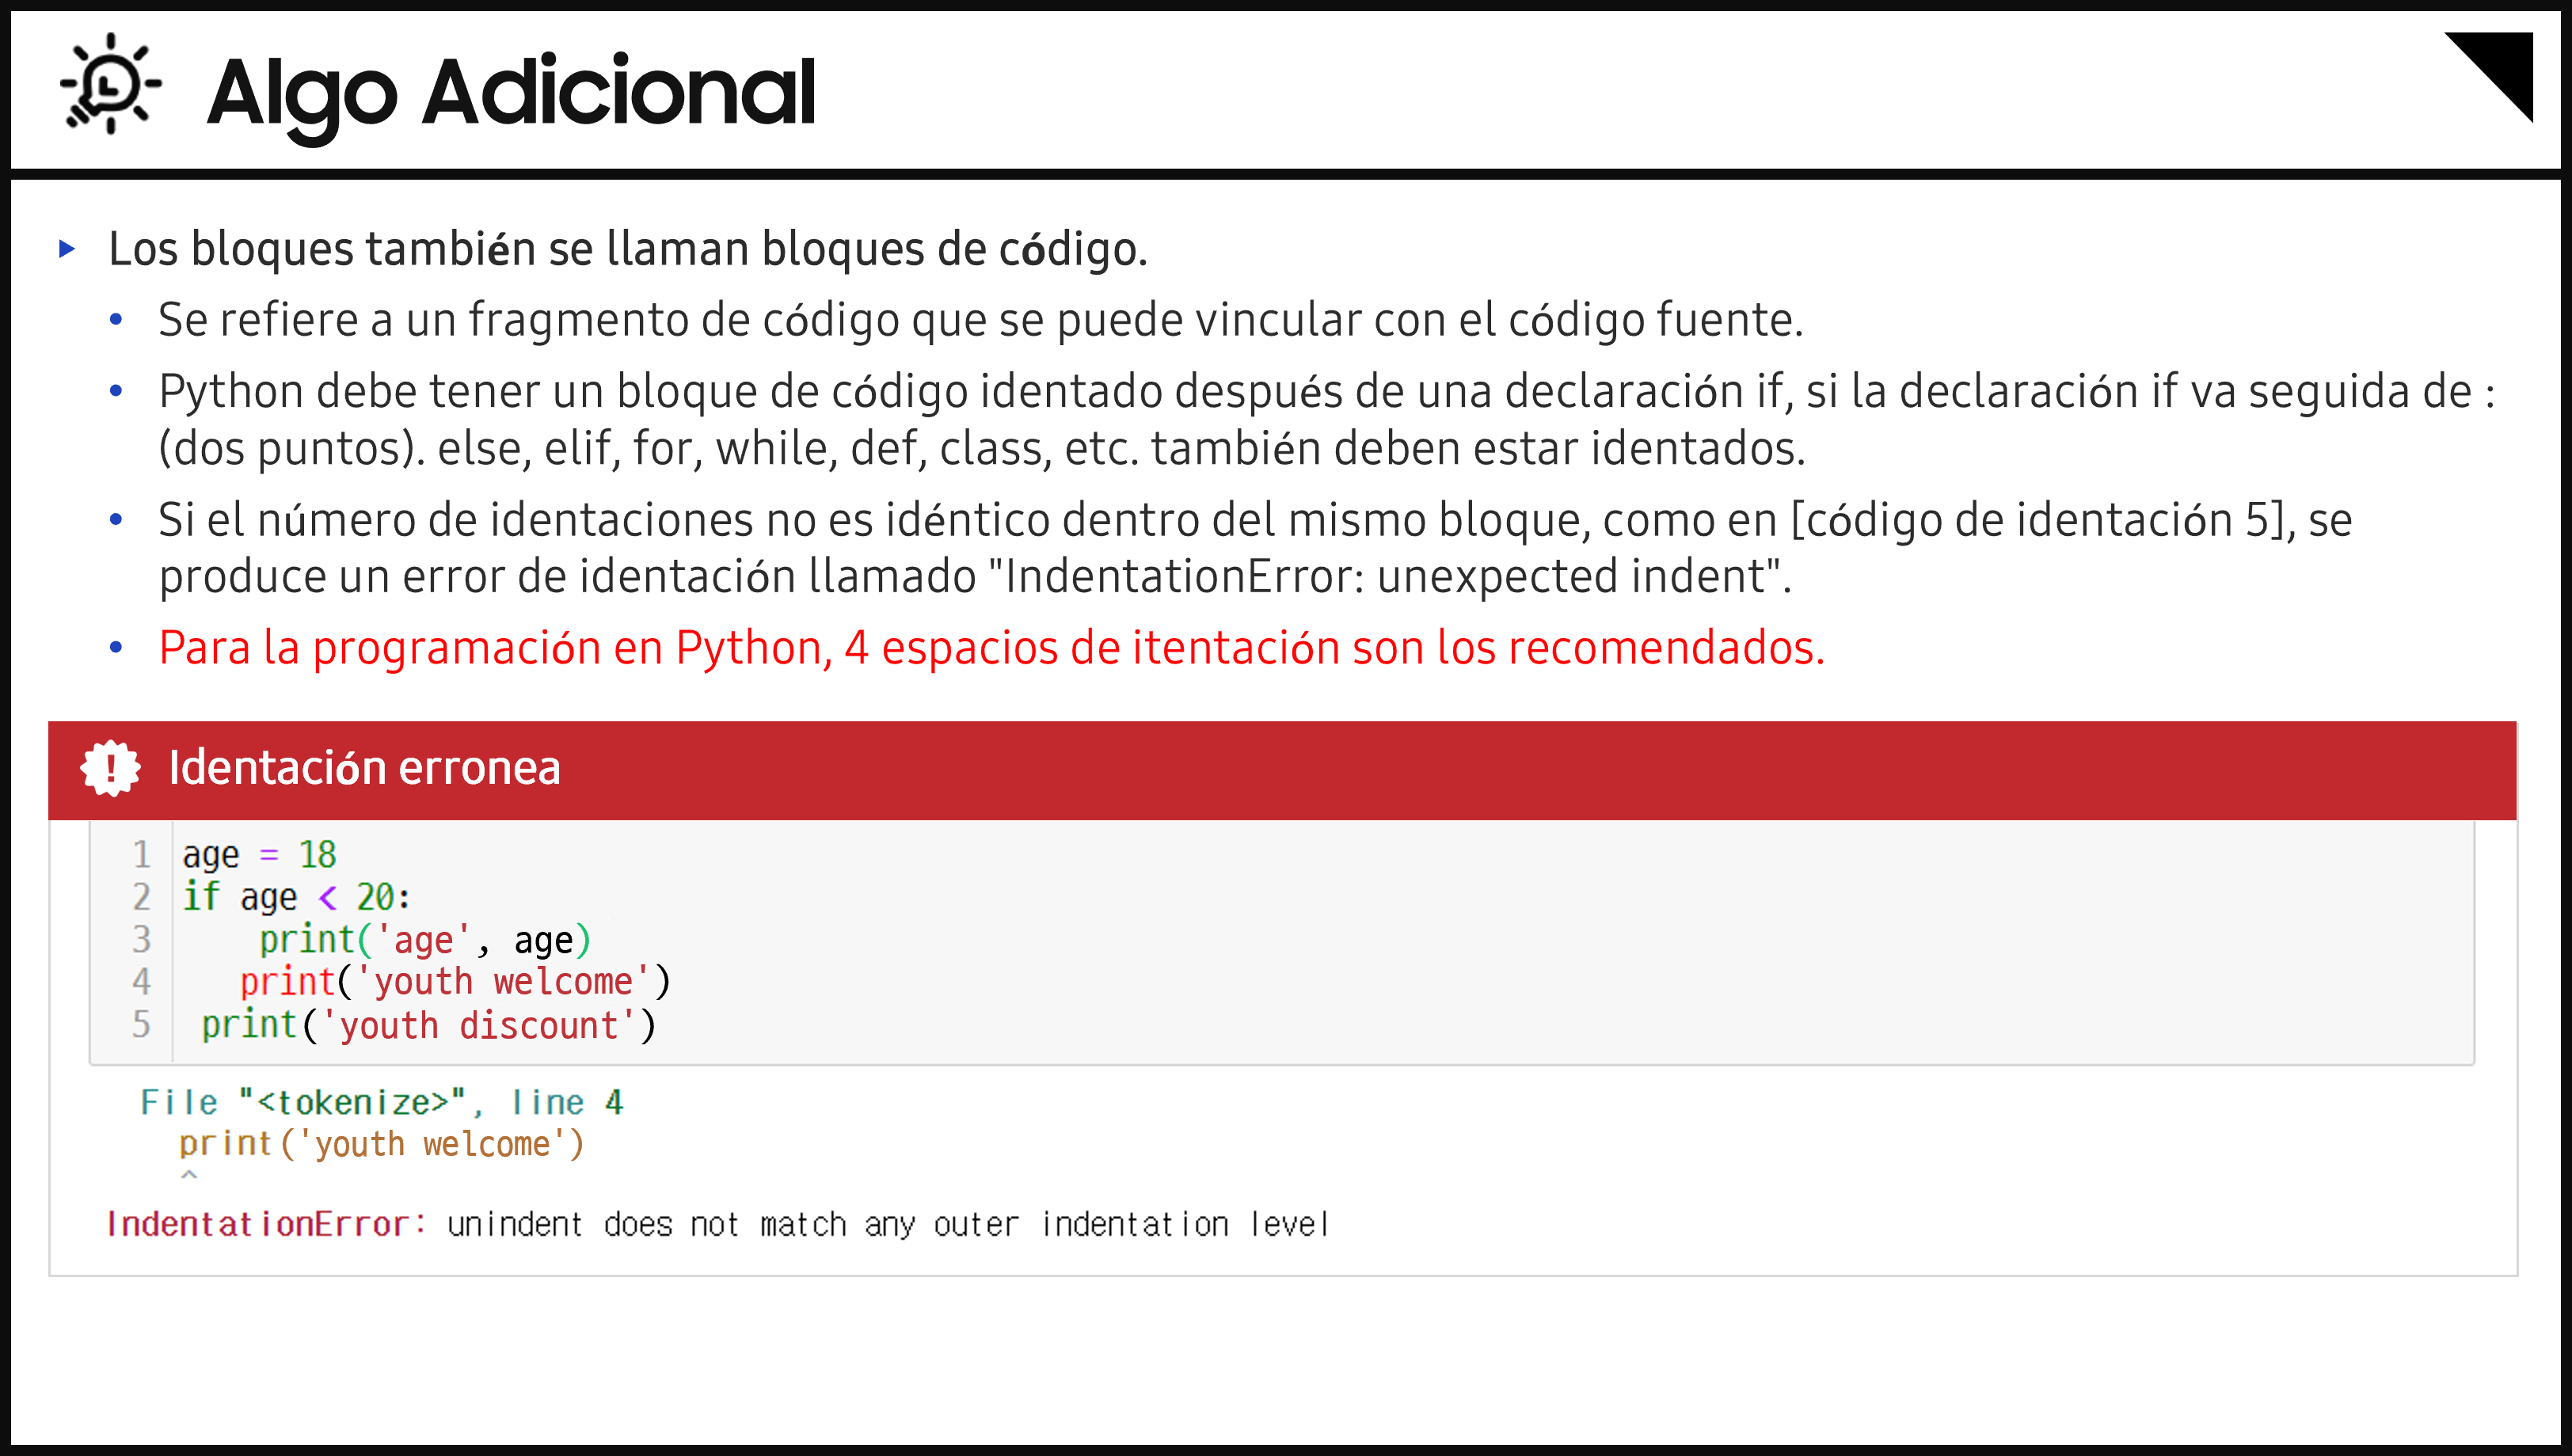 Algo Adicional
Los bloques también se llaman bloques de código.
Se refiere a un fragmento de código que se puede vincular con el código fuente.
Python debe tener un bloque de código identado después de una declaración if, si la declaración if va seguida de :
(dos puntos). else, elif, for, while, def, class, etc. también deben estar identados.
Si el número de identaciones no es idéntico dentro del mismo bloque, como en [código de identación 5], se
produce un error de identación llamado "IndentationError: unexpected indent".
Para la programación en Python, 4 espacios de itentación son los recomendados.
Identación erronea
1 age = 18
2 if age < 20:
3     print('age', age)
4    print('youth welcome')
5  print('youth discount')
File "<tokenize>", line 4
print('youth welcome')
^
IndentationError: unindent does not match any outer indentation level